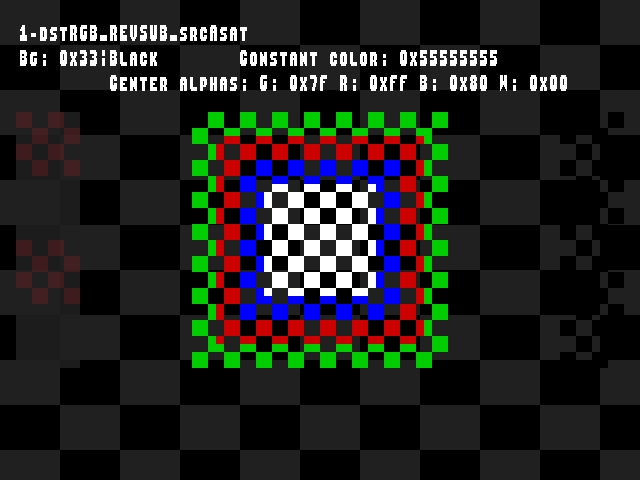 1-dstRGB_REVSUB_srcAsat
Bg: 0x33¦Black Constant color: 0x55555555
Center alphas: G: 0x7f R: 0xff B: 0x80 W: 0x00